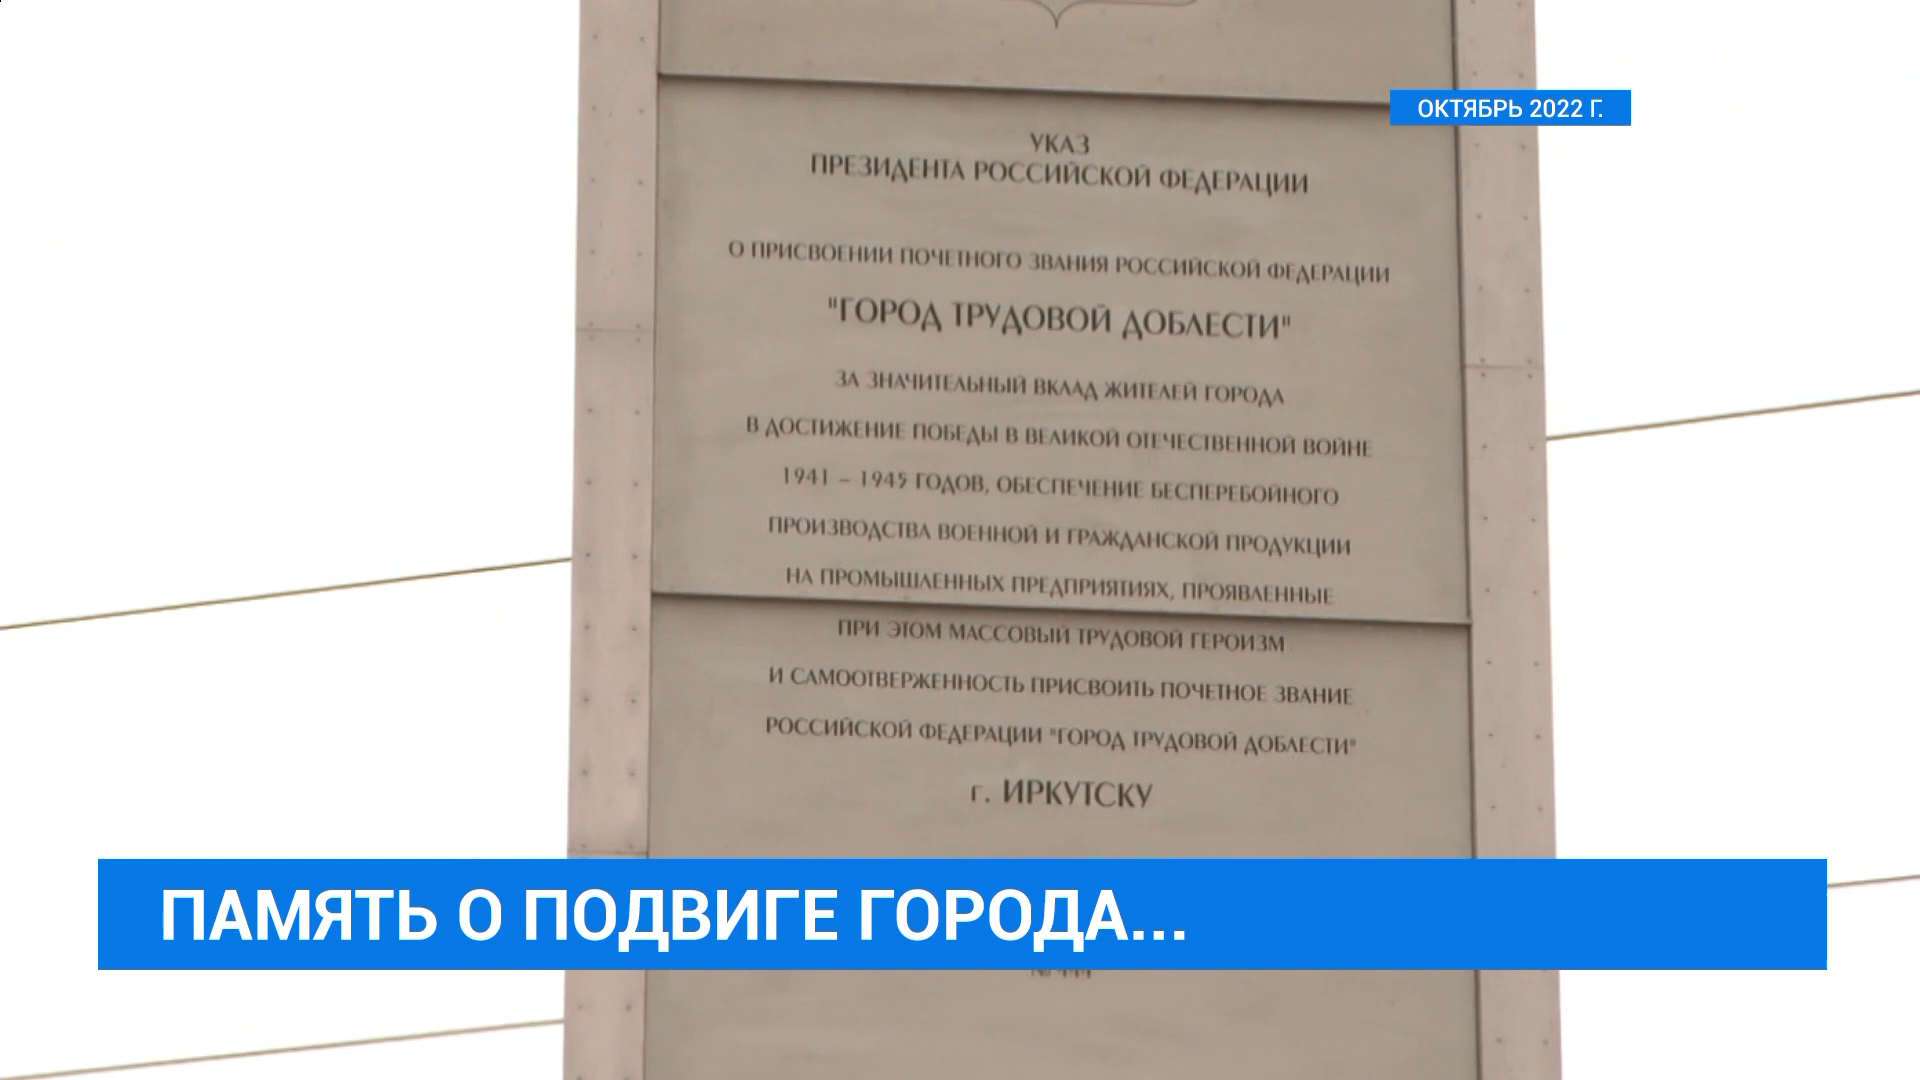 ОКТЯБРЬ 2022 Г.
УКАЗ
ПРЕЗИДЕНТА РОССИЙСКОЙ ФЕДЕРАЦИИ
О ПРИСВОЕНИИ ПОЧЕТНОГО ЗВАНИЯ РОССИЙСКОЙ ФЕДЕРАЦИИ
"ГОРОД ТРУДОВОЙ ДОБЛЕСТИ"
ЗА ЗНАЧИТЕЛЬНЫЙ ВКЛАД ЖИТЕЛЕЙ ГОРОДА
В ДОСТИЖЕНИЕ ПОБЕДЫ В ВЕЛИКОЙ ОТЕЧЕСТВЕННОЙ ВОЙНЕ
1941 – 1945 ГОДОВ, ОБЕСПЕЧЕНИЕ БЕСПЕРЕБОЙНОГО
ПРОИЗВОДСТВА ВОЕННОЙ И ГРАЖДАНСКОЙ ПРОДУКЦИИ
НА ПРОМЫШЛЕННЫХ ПРЕДПРИЯТИЯХ, ПРОЯВЛЕННЫЕ
ПРИ ЭТОМ МАССОВЫЙ ТРУДОВОЙ ГЕРОИЗМ
И САМООТВЕРЖЕННОСТЬ ПРИСВОИТЬ ПОЧЕТНОЕ ЗВАНИЕ
РОССИЙСКОЙ ФЕДЕРАЦИИ "ГОРОД ТРУДОВОЙ ДОБЛЕСТИ"
г. ИРКУТСКУ
ПАМЯТЬ О ПОДВИГЕ ГОРОДА...